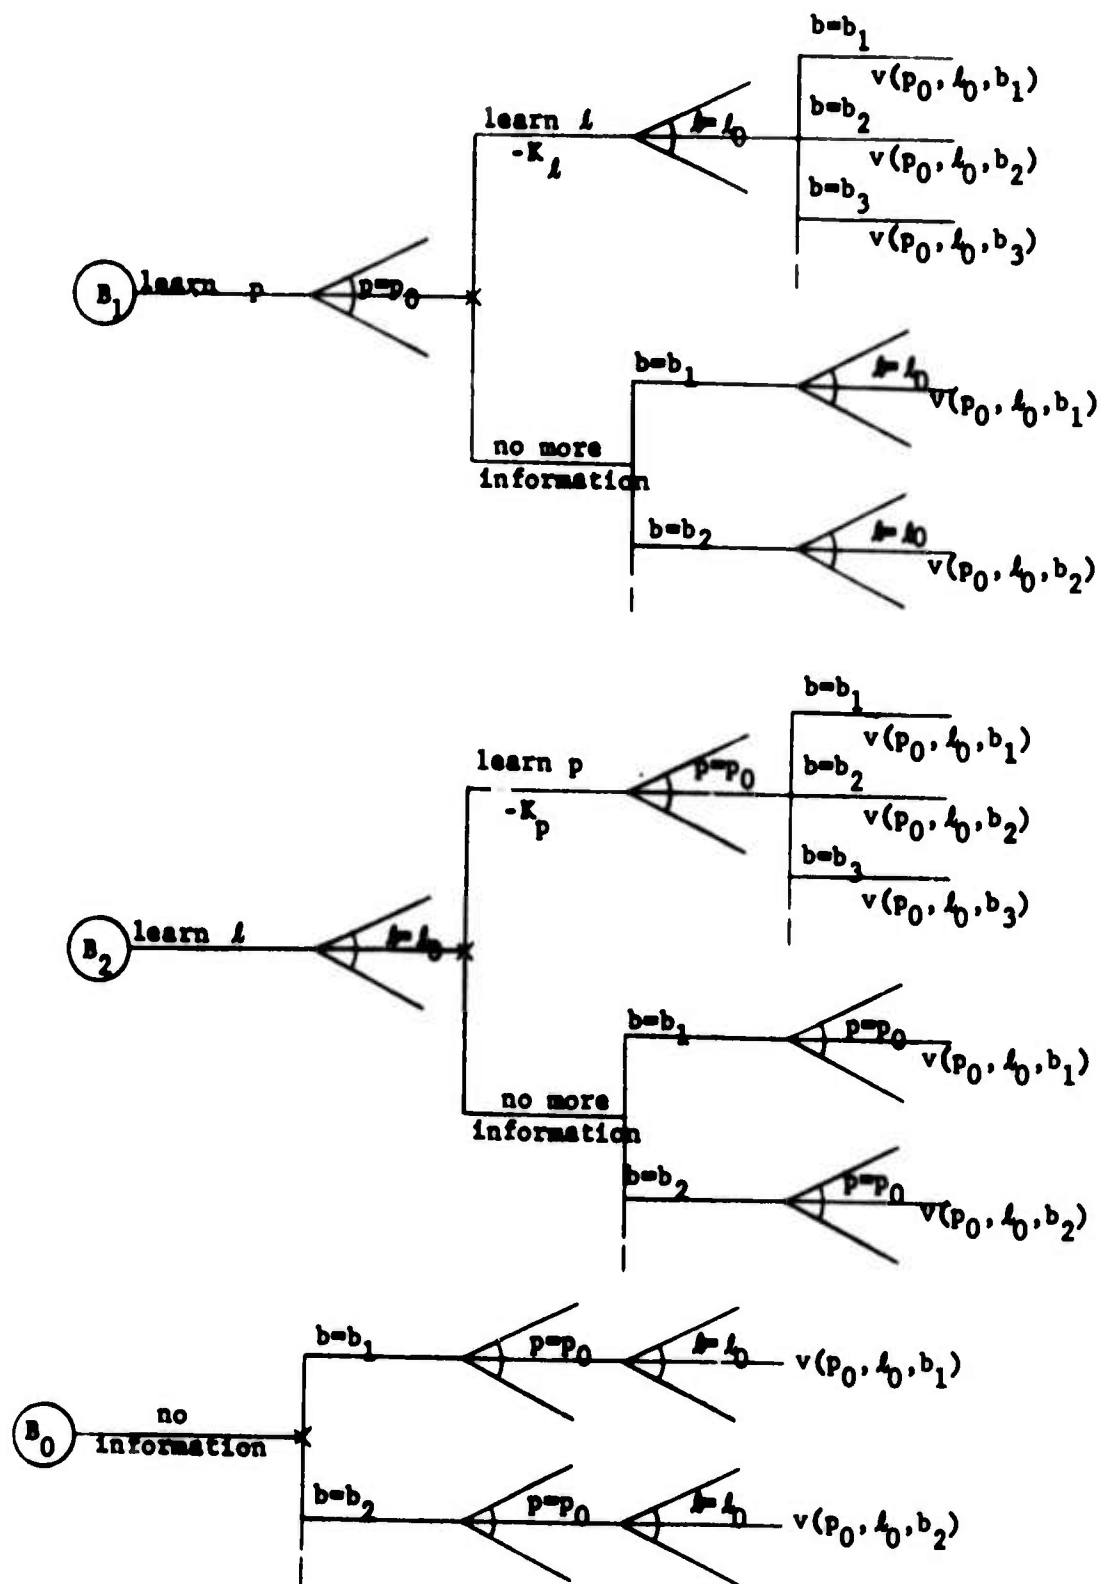 b=b₁
v(p₀, ℓ₀, b₁)
learn ℓ
-K_ℓ
ℓ=ℓ₀
b=b₂
v(p₀, ℓ₀, b₂)
b=b₃
v(p₀, ℓ₀, b₃)
B₁
learn p
p=p₀
b=b₁
ℓ=ℓ₀
v(p₀, ℓ₀, b₁)
no more
information
b=b₂
ℓ=ℓ₀
v(p₀, ℓ₀, b₂)
b=b₁
v(p₀, ℓ₀, b₁)
learn p
-K_p
p=p₀
b=b₂
v(p₀, ℓ₀, b₂)
b=b₃
v(p₀, ℓ₀, b₃)
B₂
learn ℓ
ℓ=ℓ₀
b=b₁
p=p₀
v(p₀, ℓ₀, b₁)
no more
information
b=b₂
p=p₀
v(p₀, ℓ₀, b₂)
b=b₁
p=p₀
ℓ=ℓ₀
v(p₀, ℓ₀, b₁)
B₀
no
information
b=b₂
p=p₀
ℓ=ℓ₀
v(p₀, ℓ₀, b₂)